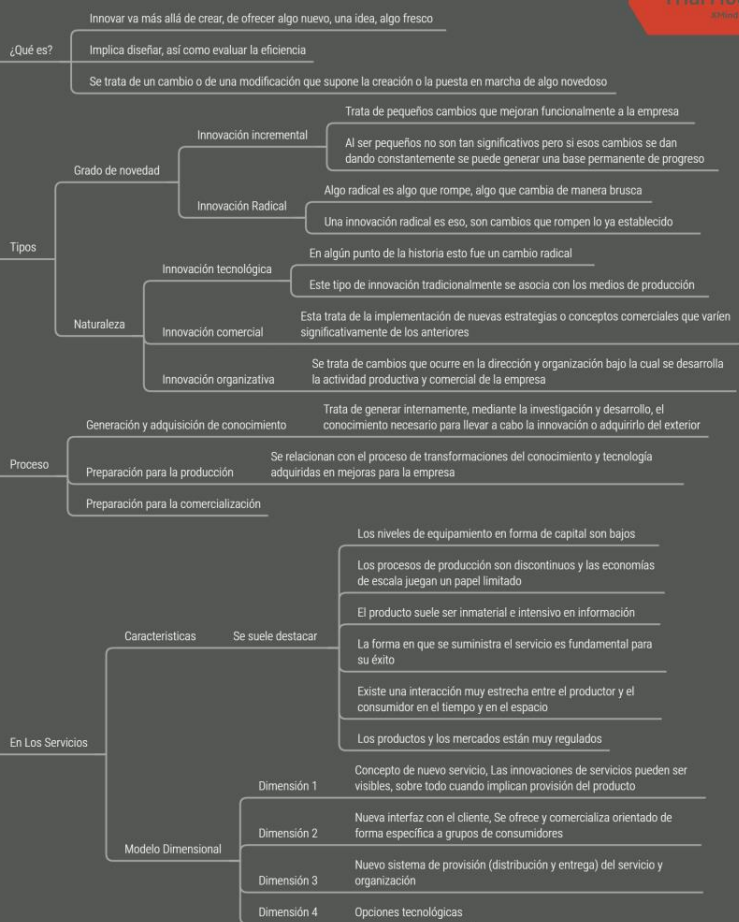 Innovar va más allá de crear, de ofrecer algo nuevo, una idea, algo fresco
¿Qué es?
Implica diseñar, así como evaluar la eficiencia
Se trata de un cambio o de una modificación que supone la creación o la puesta en marcha de algo novedoso
Tipos
Grado de novedad
Innovación incremental
Trata de pequeños cambios que mejoran funcionalmente a la empresa
Al ser pequeños no son tan significativos pero si esos cambios se dan
dando constantemente se puede generar una base permanente de progreso
Innovación Radical
Algo radical es algo que rompe, algo que cambia de manera brusca
Una innovación radical es eso, son cambios que rompen lo ya establecido
Naturaleza
Innovación tecnológica
En algún punto de la historia esto fue un cambio radical
Este tipo de innovación tradicionalmente se asocia con los medios de producción
Innovación comercial
Esta trata de la implementación de nuevas estrategias o conceptos comerciales que varíen
significativamente de los anteriores
Innovación organizativa
Se trata de cambios que ocurre en la dirección y organización bajo la cual se desarrolla
la actividad productiva y comercial de la empresa
Proceso
Generación y adquisición de conocimiento
Trata de generar internamente, mediante la investigación y desarrollo, el
conocimiento necesario para llevar a cabo la innovación o adquirirlo del exterior
Preparación para la producción
Se relacionan con el proceso de transformaciones del conocimiento y tecnología
adquiridas en mejoras para la empresa
Preparación para la comercialización
En Los Servicios
Caracteristicas
Se suele destacar
Los niveles de equipamiento en forma de capital son bajos
Los procesos de producción son discontinuos y las economías
de escala juegan un papel limitado
El producto suele ser inmaterial e intensivo en información
La forma en que se suministra el servicio es fundamental para
su éxito
Existe una interacción muy estrecha entre el productor y el
consumidor en el tiempo y en el espacio
Los productos y los mercados están muy regulados
Modelo Dimensional
Dimensión 1
Concepto de nuevo servicio, Las innovaciones de servicios pueden ser
visibles, sobre todo cuando implican provisión del producto
Dimensión 2
Nueva interfaz con el cliente, Se ofrece y comercializa orientado de
forma específica a grupos de consumidores
Dimensión 3
Nuevo sistema de provisión (distribución y entrega) del servicio y
organización
Dimensión 4
Opciones tecnológicas